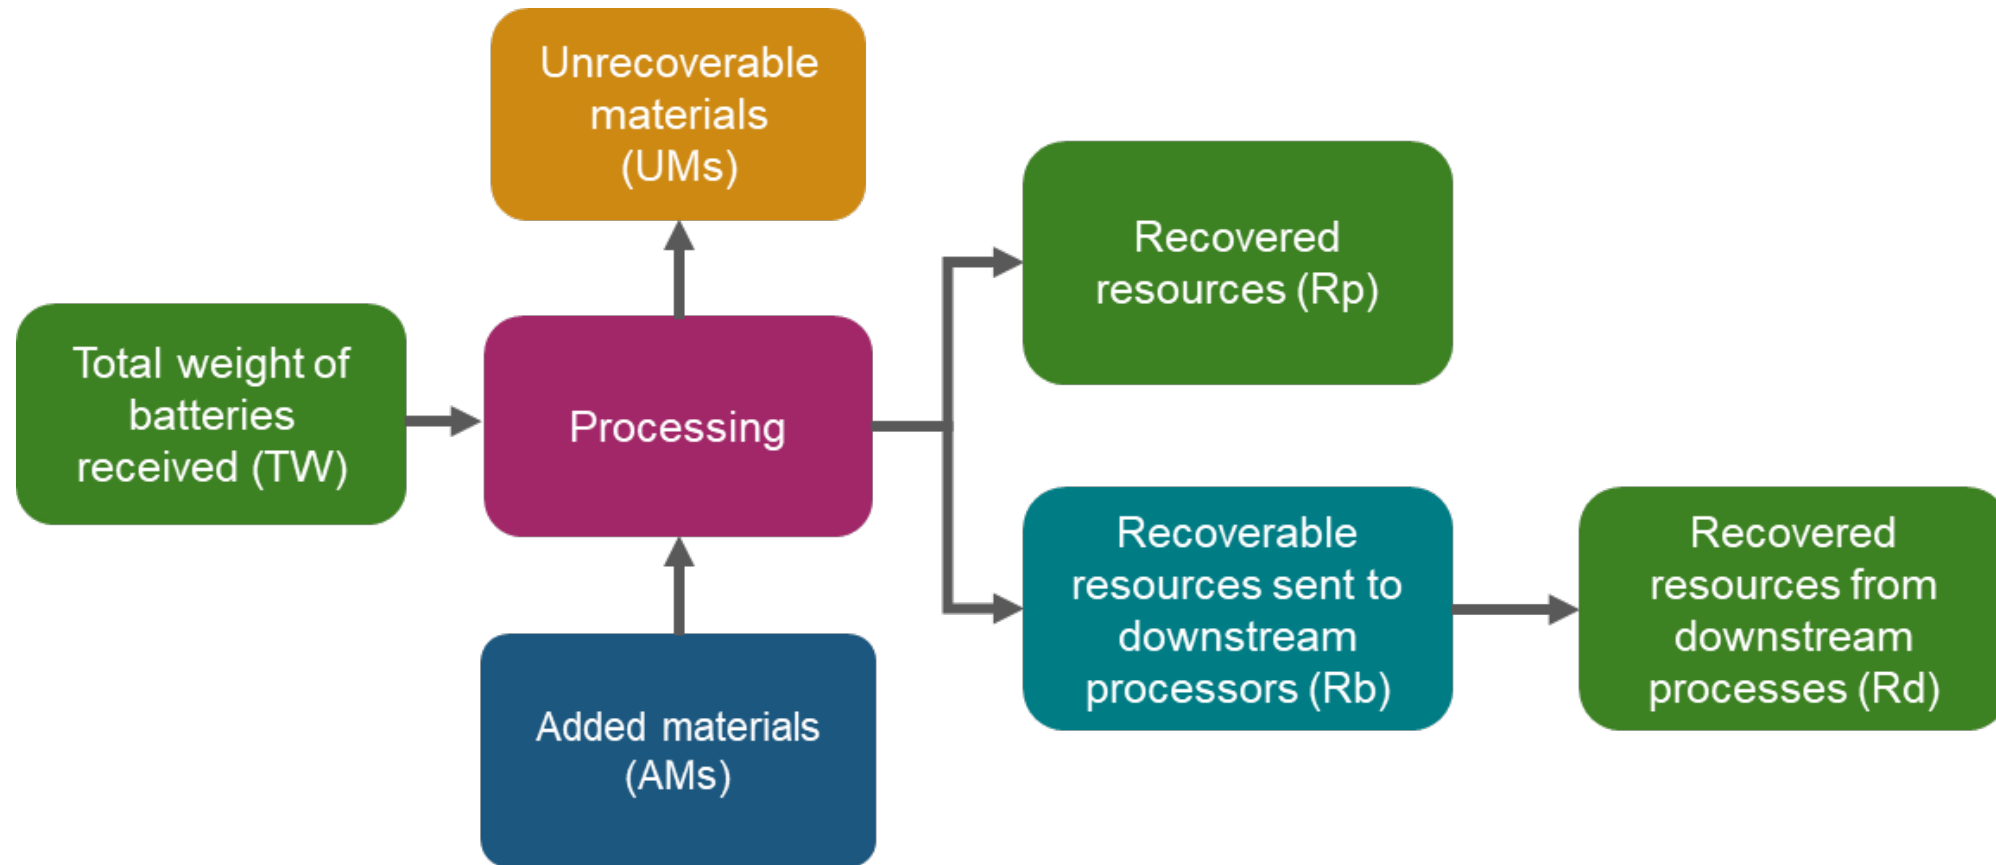 Unrecoverable
materials
(UMs)
Recovered
resources (Rp)
Total weight of
batteries
received (TW)
Processing
Recoverable
resources sent to
downstream
processors (Rb)
Recovered
resources from
downstream
processes (Rd)
Added materials
(AMs)